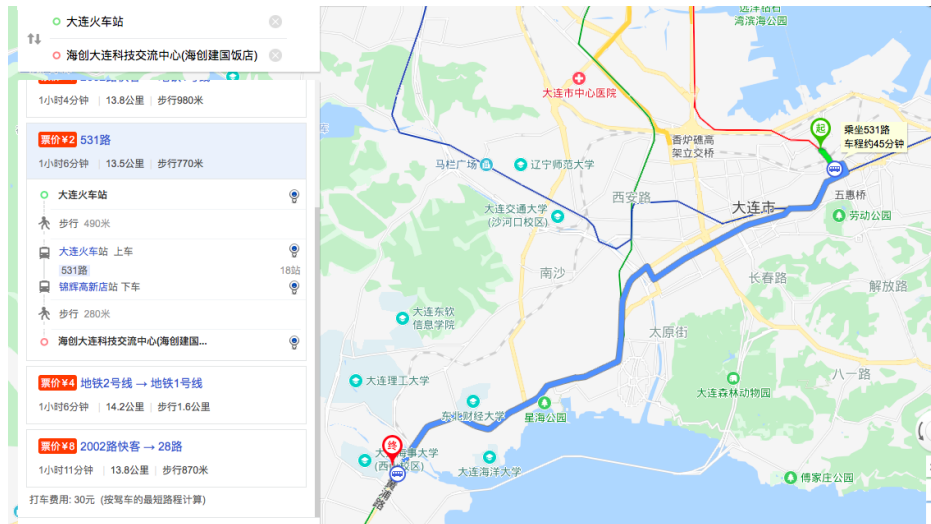 大连火车站
海创大连科技交流中心(海创建国饭店)
1小时4分钟 | 13.8公里 | 步行980米
票价¥2 531路
1小时6分钟 | 13.5公里 | 步行770米
大连火车站
步行 490米
大连火车站 上车
531路 18站
锦辉高新店站 下车
步行 280米
海创大连科技交流中心(海创建国...
票价¥4 地铁2号线 → 地铁1号线
1小时6分钟 | 14.2公里 | 步行1.6公里
票价¥8 2002路快客 → 28路
1小时11分钟 | 13.8公里 | 步行870米
打车费用: 30元 (按驾车的最短路程计算)
湾滨海公园
大连市中心医院
起
乘坐531路
车程约45分钟
香炉礁高
架立交桥
马栏广场
辽宁师范大学
西安路
五惠桥
大连交通大学
(沙河口校区)
大连市
劳动公园
南沙
长春路
解放路
大连东软
信息学院
太原街
八一路
大连理工大学
大连森林动物园
东北财经大学
星海公园
终
大连海事大学
(西山校区)
大连海洋大学
傅家庄公园
黄浦路